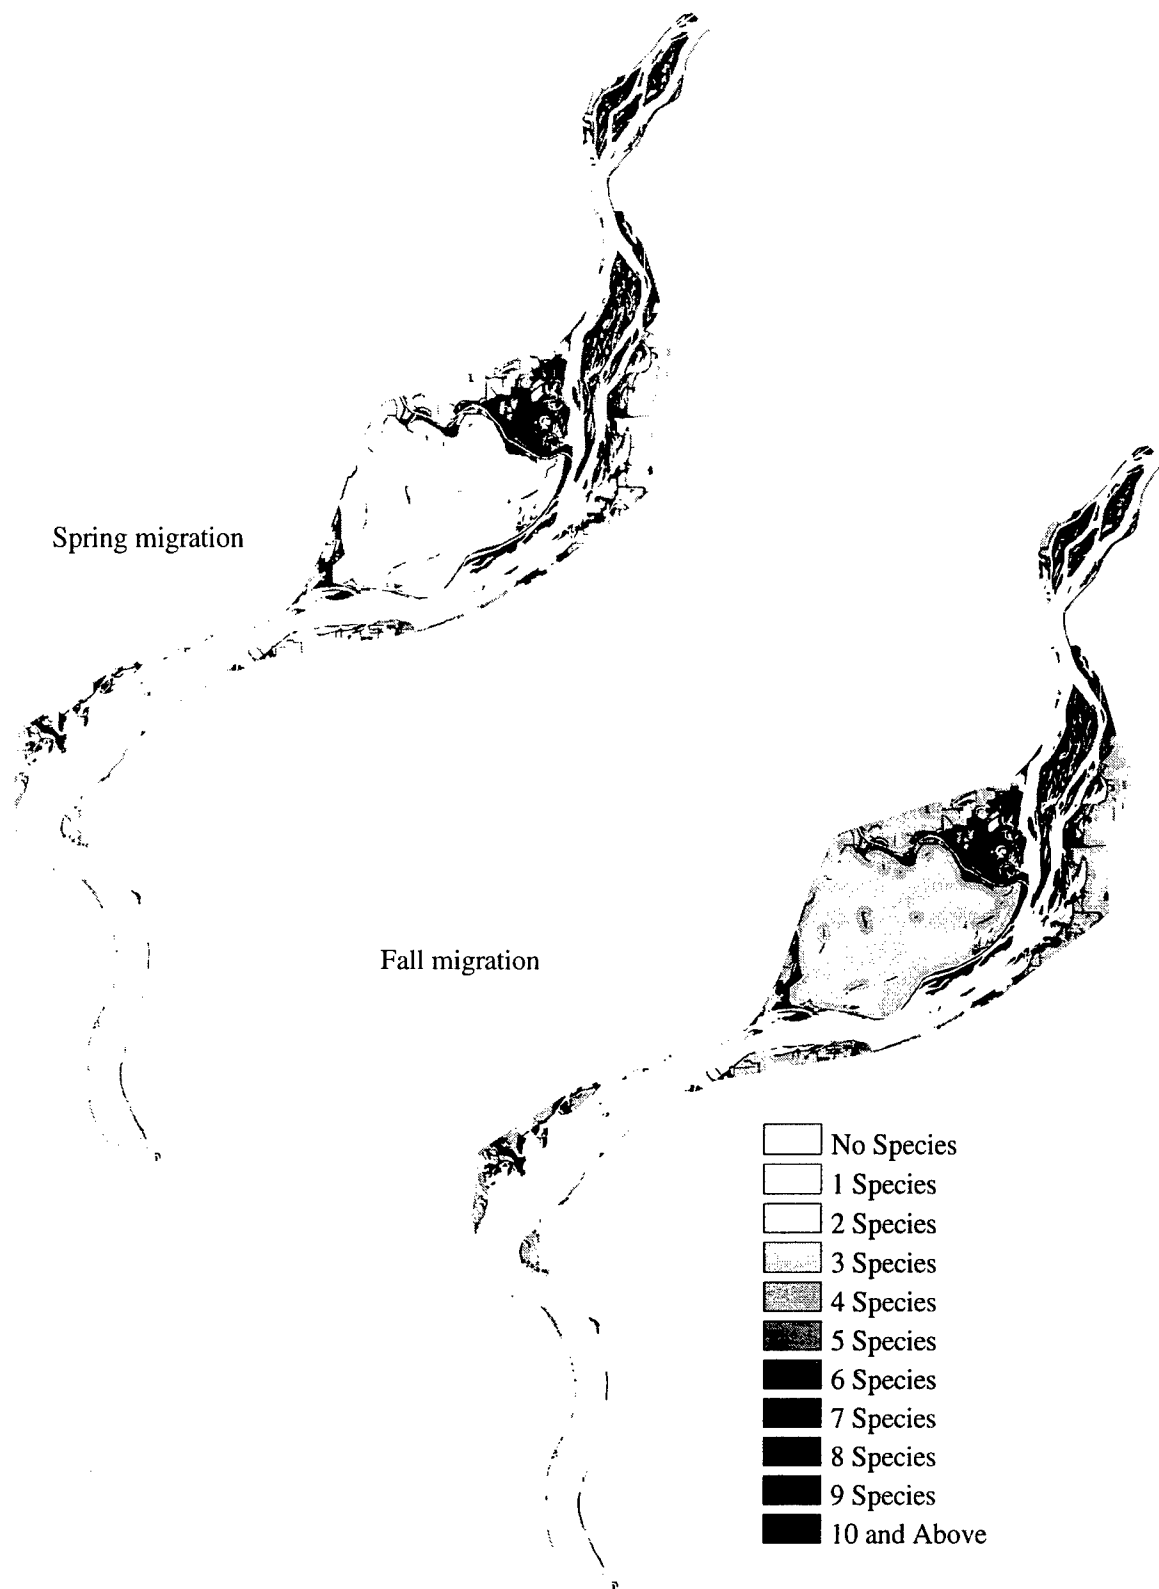 Spring migration
Fall migration
No Species
1 Species
2 Species
3 Species
4 Species
5 Species
6 Species
7 Species
8 Species
9 Species
10 and Above